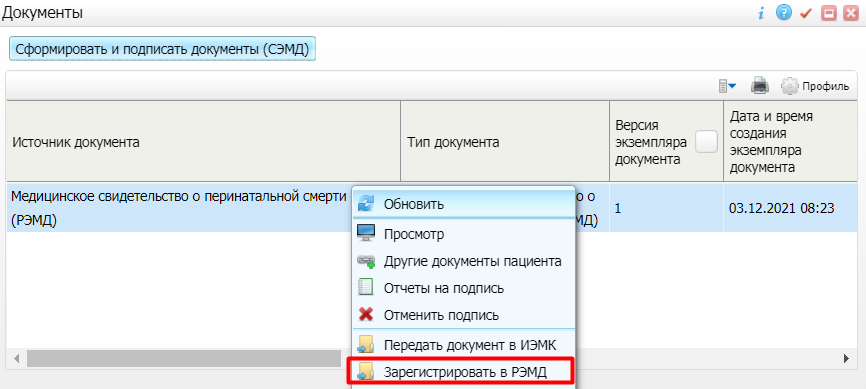 Документы
Сформировать и подписать документы (СЭМД)
Профиль
Источник документа
Тип документа
Версия
экземпляра
документа
Дата и время
создания
экземпляра
документа
Медицинское свидетельство о перинатальной смерти
(РЭМД)
о о
МД)
1
03.12.2021 08:23
Обновить
Просмотр
Другие документы пациента
Отчеты на подпись
Отменить подпись
Передать документ в ИЭМК
Зарегистрировать в РЭМД